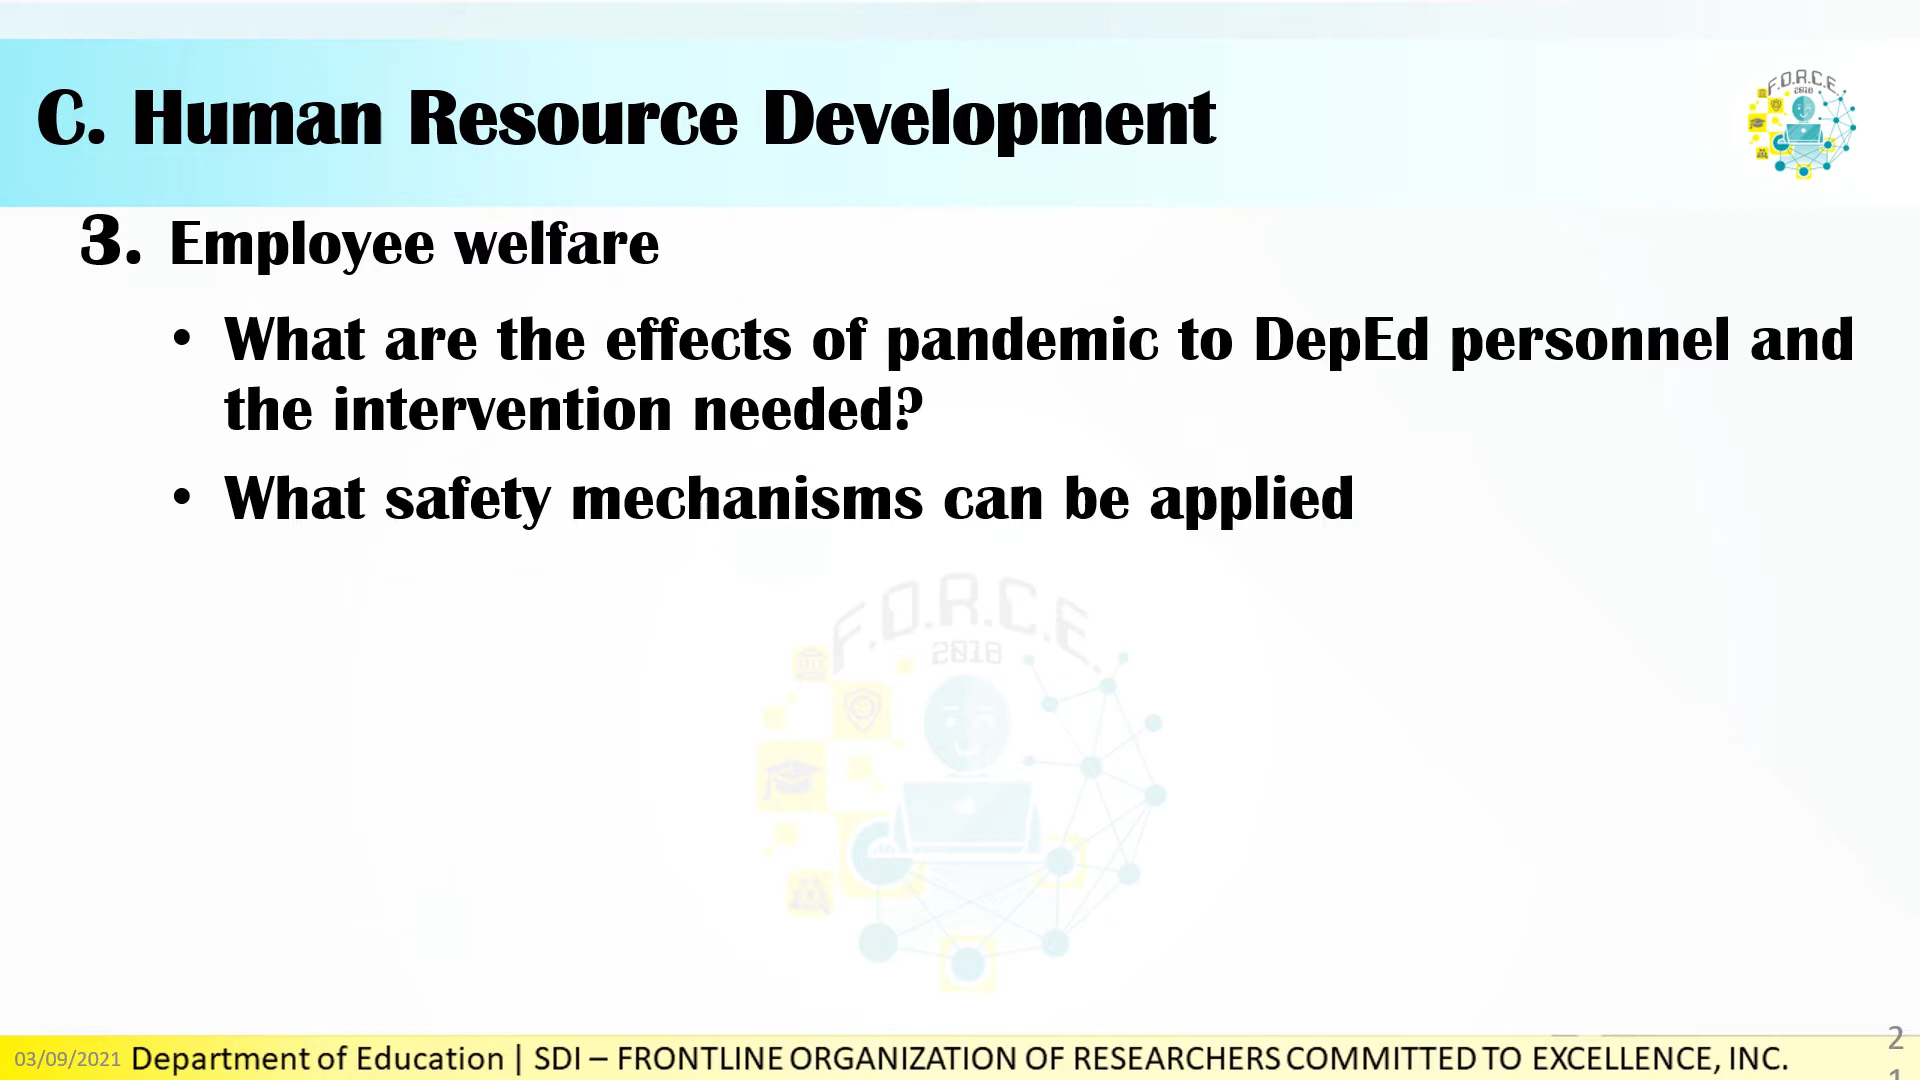 C. Human Resource Development
F.O.R.C.E.
2018
3. Employee welfare
• What are the effects of pandemic to DepEd personnel and
the intervention needed?
• What safety mechanisms can be applied
F.O.R.C.E.
2018
03/09/2021 Department of Education | SDI – FRONTLINE ORGANIZATION OF RESEARCHERS COMMITTED TO EXCELLENCE, INC.
2
1